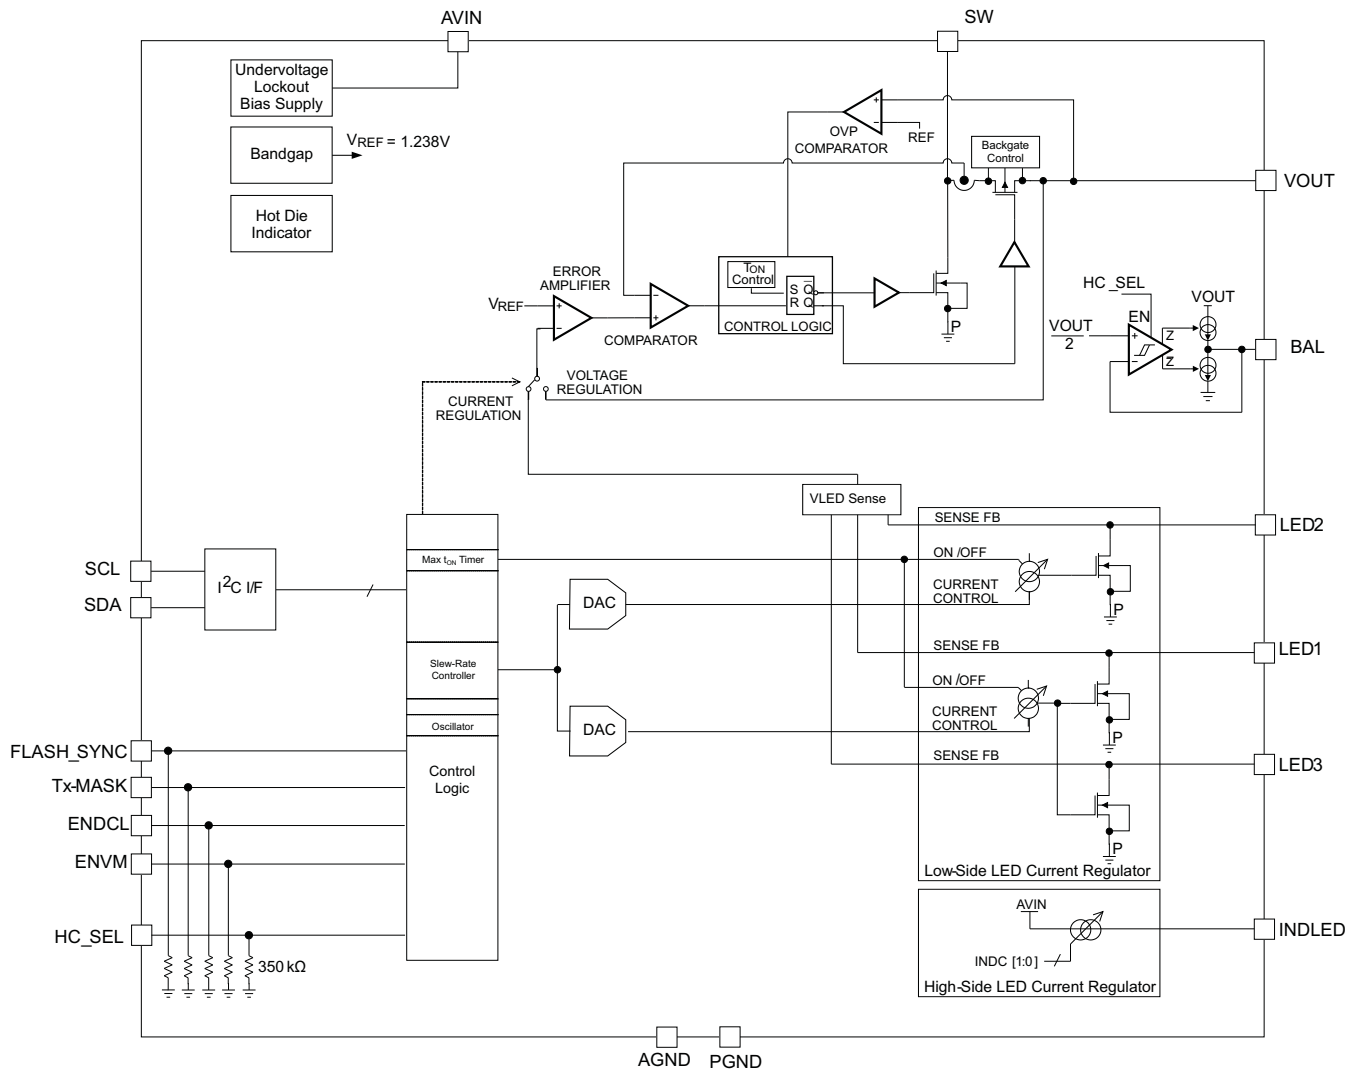 AVIN
SW
Undervoltage
Lockout
Bias Supply
Bandgap
VREF = 1.238V
Hot Die
Indicator
+
−
OVP
COMPARATOR
REF
Backgate
Control
VOUT
ERROR
AMPLIFIER
VREF
+
−
−
+
COMPARATOR
TON
Control
S Q̅
R Q
CONTROL LOGIC
P
HC_SEL
EN
VOUT
VOUT
2
+
−
Z
Z
BAL
VOLTAGE
REGULATION
CURRENT
REGULATION
VLED Sense
SENSE FB
LED2
ON/OFF
CURRENT
CONTROL
P
SENSE FB
LED1
ON/OFF
CURRENT
CONTROL
P
SENSE FB
LED3
P
Low-Side LED Current Regulator
SCL
SDA
I2C I/F
Max tON Timer
Slew-Rate
Controller
Oscillator
Control
Logic
DAC
DAC
FLASH_SYNC
Tx-MASK
ENDCL
ENVM
HC_SEL
350 kΩ
AVIN
INDC [1:0]
High-Side LED Current Regulator
INDLED
AGND
PGND